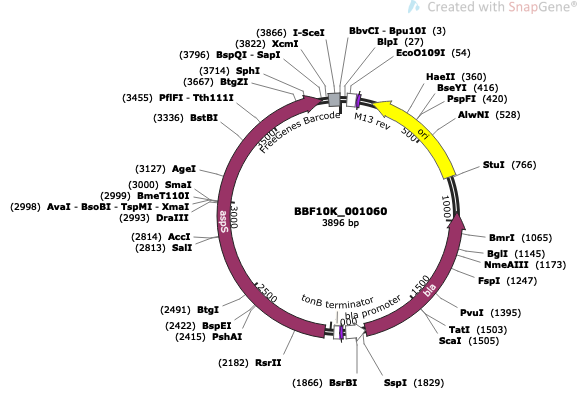 Created with SnapGene®
(3866) I-SceI
(3822) XcmI
(3796) BspQI - SapI
(3714) SphI
(3667) BtgZI
(3455) PflFI - Tth111I
(3336) BstBI
(3127) AgeI
(3000) SmaI
(2999) BmeT110I
(2998) AvaI - BsoBI - TspMI - XmaI
(2993) DraIII
(2814) AccI
(2813) SalI
(2491) BtgI
(2422) BspEI
(2415) PshAI
(2182) RsrII
(1866) BsrBI
BbvCI - Bpu10I (3)
BlpI (27)
EcoO109I (54)
HaeII (360)
BseYI (416)
PspFI (420)
AlwNI (528)
StuI (766)
BmrI (1065)
BglI (1145)
NmeAIII (1173)
FspI (1247)
PvuI (1395)
TatI (1503)
ScaI (1505)
SspI (1829)
FreeGenes Barcode
M13 rev
ori
bla
bla promoter
tonB terminator
aspS
500
1000
1500
2500
3000
BBF10K_001060
3896 bp